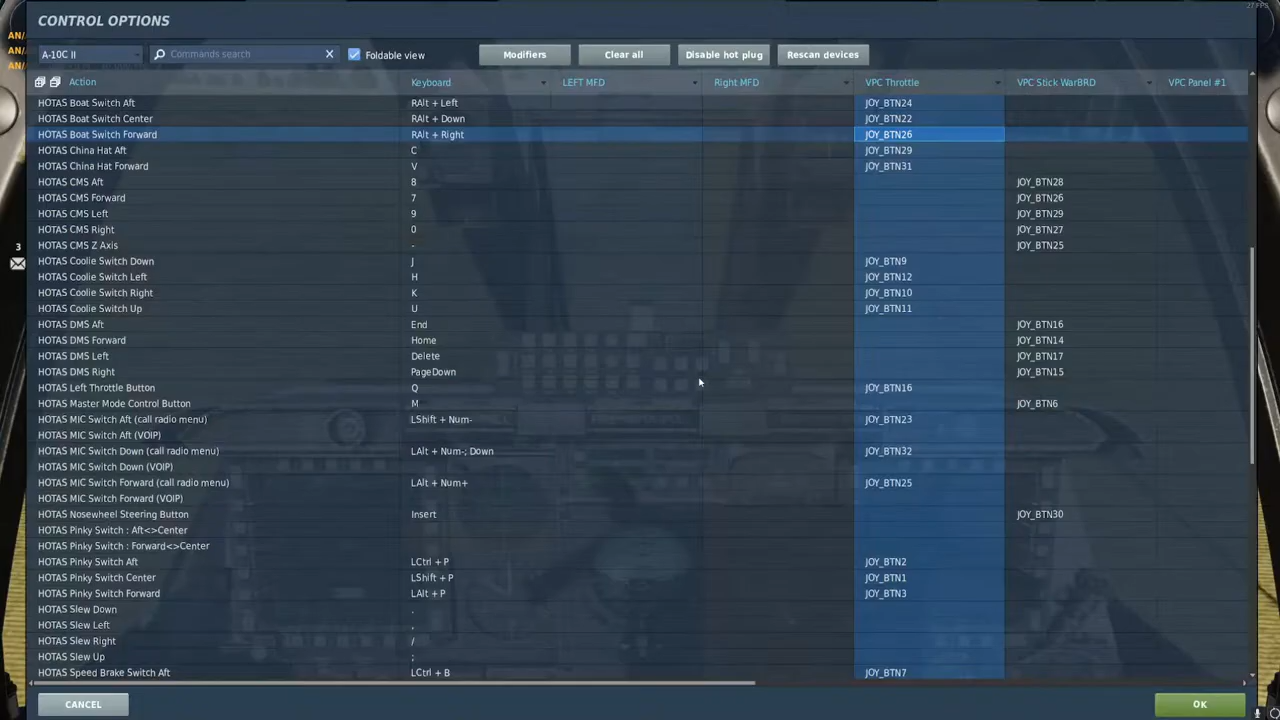 27 FPS
CONTROL OPTIONS
AN/
AN/
AN/
A-10C II Commands search Foldable view Modifiers Clear all Disable hot plug Rescan devices
Action Keyboard LEFT MFD Right MFD VPC Throttle VPC Stick WarBRD VPC Panel #1
HOTAS Boat Switch Aft RAlt + Left JOY_BTN24
HOTAS Boat Switch Center RAlt + Down JOY_BTN22
HOTAS Boat Switch Forward RAlt + Right JOY_BTN26
HOTAS China Hat Aft C JOY_BTN29
HOTAS China Hat Forward V JOY_BTN31
HOTAS CMS Aft 8 JOY_BTN28
HOTAS CMS Forward 7 JOY_BTN26
HOTAS CMS Left 9 JOY_BTN29
HOTAS CMS Right 0 JOY_BTN27
HOTAS CMS Z Axis - JOY_BTN25
3
HOTAS Coolie Switch Down J JOY_BTN9
HOTAS Coolie Switch Left H JOY_BTN12
HOTAS Coolie Switch Right K JOY_BTN10
HOTAS Coolie Switch Up U JOY_BTN11
HOTAS DMS Aft End JOY_BTN16
HOTAS DMS Forward Home JOY_BTN14
HOTAS DMS Left Delete JOY_BTN17
HOTAS DMS Right PageDown JOY_BTN15
HOTAS Left Throttle Button Q JOY_BTN16
HOTAS Master Mode Control Button M JOY_BTN6
HOTAS MIC Switch Aft (call radio menu) LShift + Num- JOY_BTN23
HOTAS MIC Switch Aft (VOIP)
HOTAS MIC Switch Down (call radio menu) LAlt + Num-; Down JOY_BTN32
HOTAS MIC Switch Down (VOIP)
HOTAS MIC Switch Forward (call radio menu) LAlt + Num+ JOY_BTN25
HOTAS MIC Switch Forward (VOIP)
HOTAS Nosewheel Steering Button Insert JOY_BTN30
HOTAS Pinky Switch : Aft<>Center
HOTAS Pinky Switch : Forward<>Center
HOTAS Pinky Switch Aft LCtrl + P JOY_BTN2
HOTAS Pinky Switch Center LShift + P JOY_BTN1
HOTAS Pinky Switch Forward LAlt + P JOY_BTN3
HOTAS Slew Down .
HOTAS Slew Left ,
HOTAS Slew Right /
HOTAS Slew Up ;
HOTAS Speed Brake Switch Aft LCtrl + B JOY_BTN7
CANCEL OK